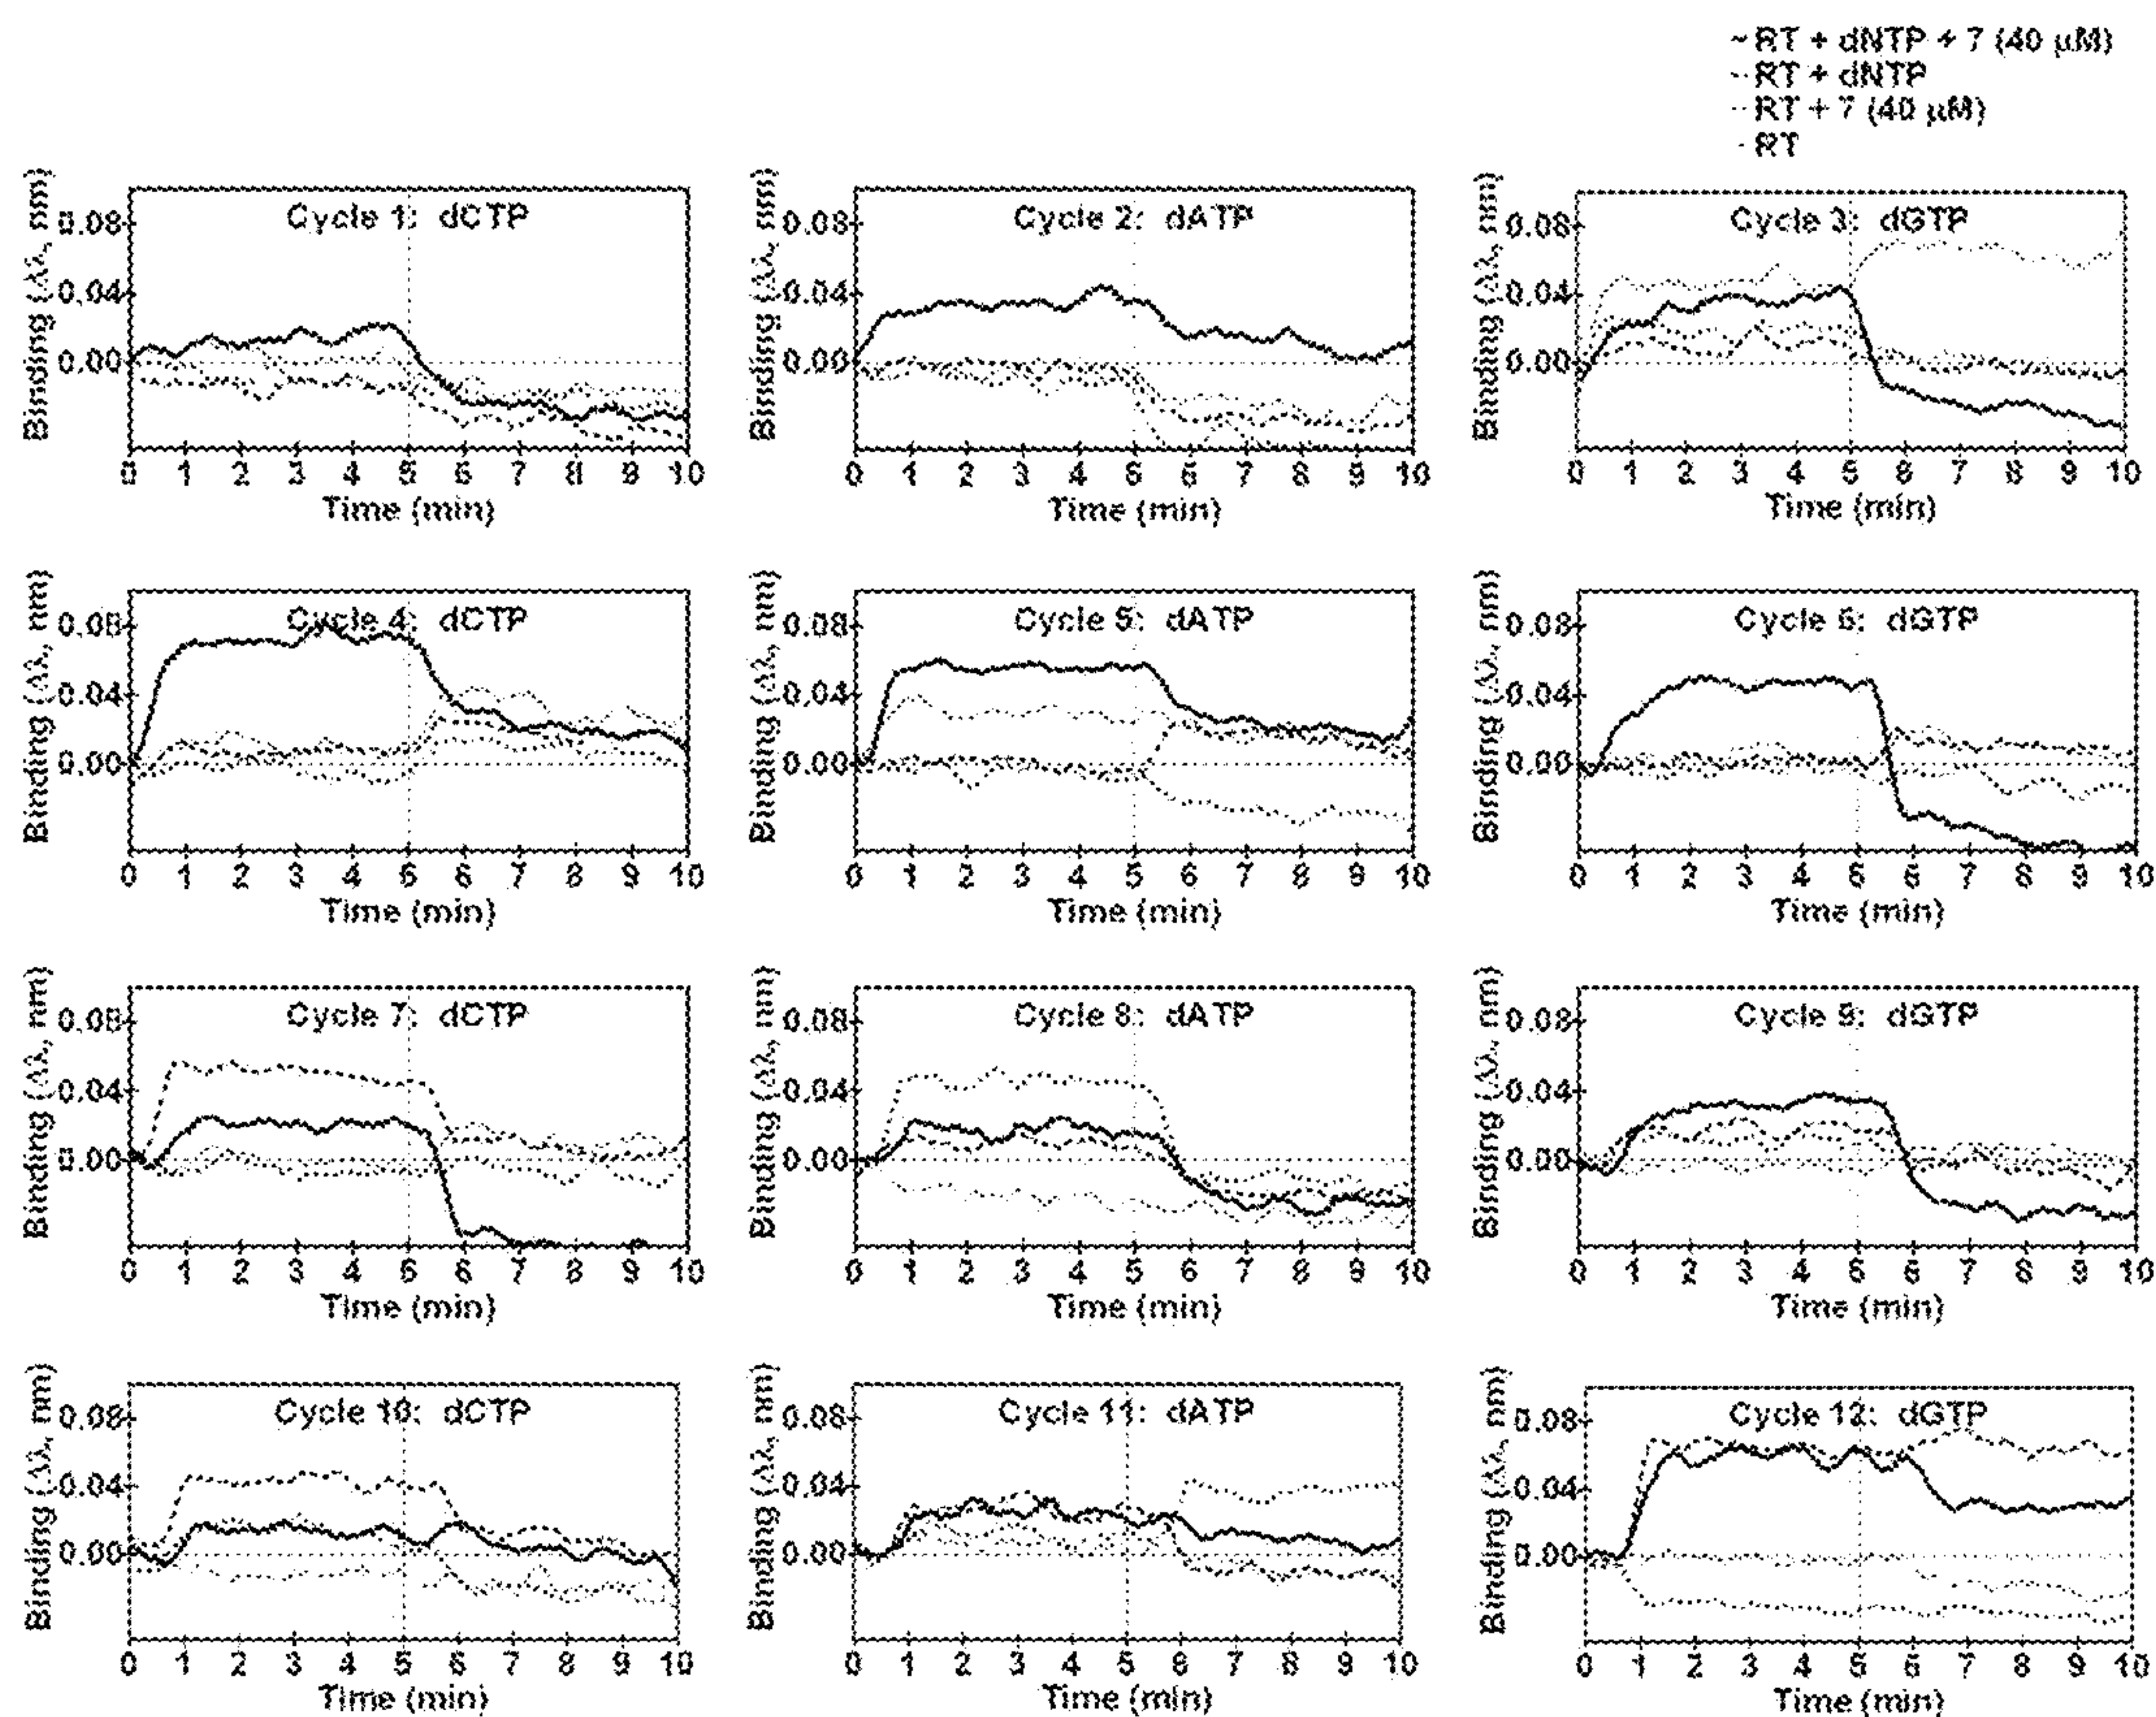 ~ RT + dNTP + 7 (40 µM)
·· RT + dNTP
·· RT + 7 (40 µM)
· RT
Cycle 1: dCTP
Binding (Δλ, nm)
0.08
0.04
0.00
0 1 2 3 4 5 6 7 8 9 10
Time (min)
Cycle 2: dATP
Binding (Δλ, nm)
0.08
0.04
0.00
0 1 2 3 4 5 6 7 8 9 10
Time (min)
Cycle 3: dGTP
Binding (Δλ, nm)
0.08
0.04
0.00
0 1 2 3 4 5 6 7 8 9 10
Time (min)
Cycle 4: dCTP
Binding (Δλ, nm)
0.08
0.04
0.00
0 1 2 3 4 5 6 7 8 9 10
Time (min)
Cycle 5: dATP
Binding (Δλ, nm)
0.08
0.04
0.00
0 1 2 3 4 5 6 7 8 9 10
Time (min)
Cycle 6: dGTP
Binding (Δλ, nm)
0.08
0.04
0.00
0 1 2 3 4 5 6 7 8 9 10
Time (min)
Cycle 7: dCTP
Binding (Δλ, nm)
0.08
0.04
0.00
0 1 2 3 4 5 6 7 8 9 10
Time (min)
Cycle 8: dATP
Binding (Δλ, nm)
0.08
0.04
0.00
0 1 2 3 4 5 6 7 8 9 10
Time (min)
Cycle 9: dGTP
Binding (Δλ, nm)
0.08
0.04
0.00
0 1 2 3 4 5 6 7 8 9 10
Time (min)
Cycle 10: dCTP
Binding (Δλ, nm)
0.08
0.04
0.00
0 1 2 3 4 5 6 7 8 9 10
Time (min)
Cycle 11: dATP
Binding (Δλ, nm)
0.08
0.04
0.00
0 1 2 3 4 5 6 7 8 9 10
Time (min)
Cycle 12: dGTP
Binding (Δλ, nm)
0.08
0.04
0.00
0 1 2 3 4 5 6 7 8 9 10
Time (min)